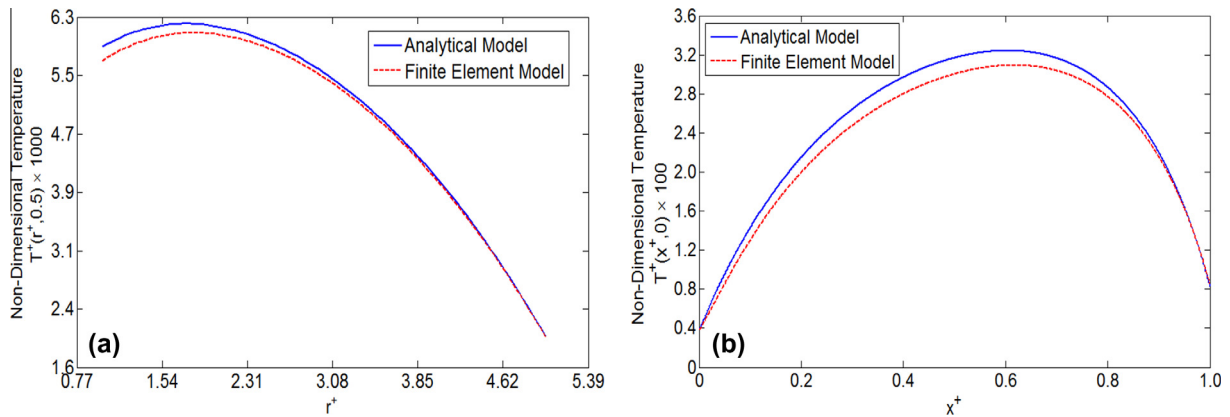 Non-Dimensional Temperature
T⁺(r⁺,0.5) × 1000
6.3
5.5
4.7
3.9
3.1
2.4
1.6
Analytical Model
Finite Element Model
(a)
0.77
1.54
2.31
3.08
3.85
4.62
5.39
r⁺
Non-Dimensional Temperature
T⁺(x⁺,0) × 100
3.6
3.2
2.8
2.4
2.0
1.6
1.2
0.8
0.4
0
Analytical Model
Finite Element Model
(b)
0
0.2
0.4
0.6
0.8
1.0
x⁺